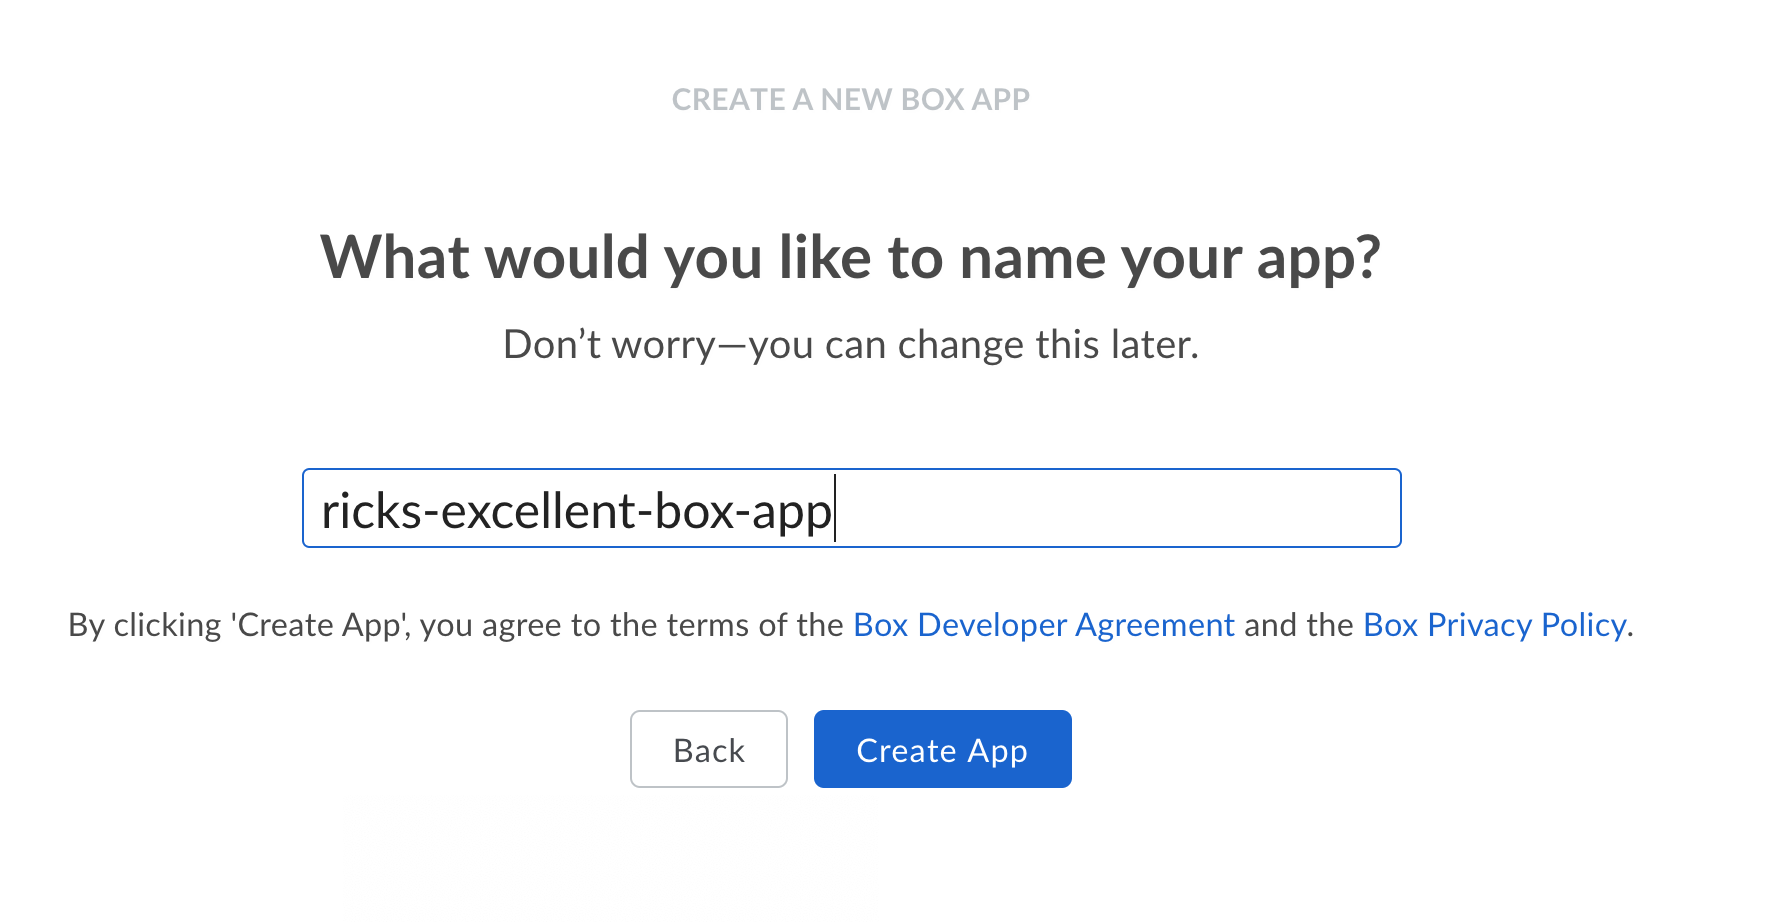 CREATE A NEW BOX APP
What would you like to name your app?
Don’t worry—you can change this later.
ricks-excellent-box-app
By clicking 'Create App', you agree to the terms of the Box Developer Agreement and the Box Privacy Policy.
Back
Create App